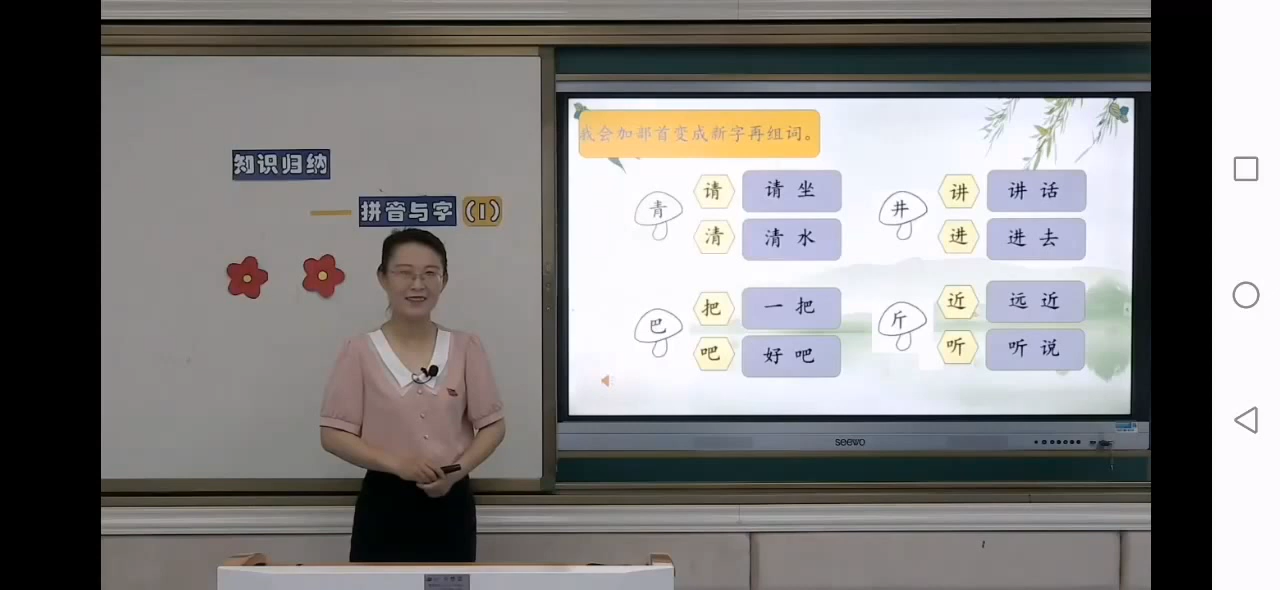 知识归纳
拼音与字（1）
我会加部首变成新字再组词。
青 请 请坐
清 清水
井 讲 讲话
进 进去
巴 把 一把
吧 好吧
斤 近 远近
听 听说
seewo